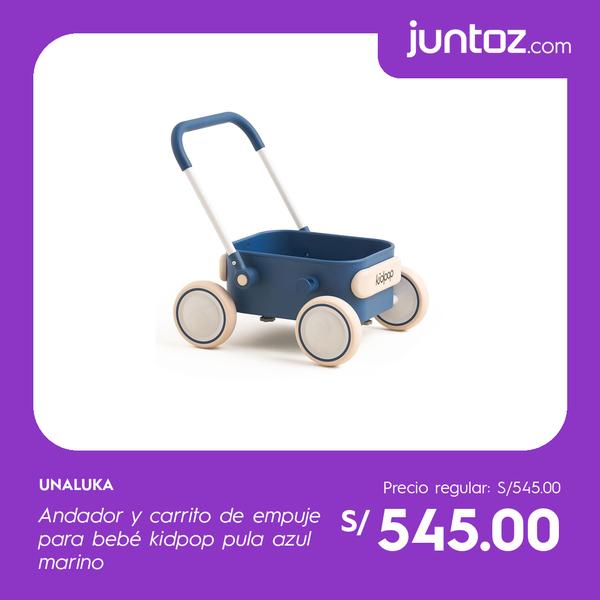 juntoz.com
kidpop
UNALUKA
Andador y carrito de empuje
para bebé kidpop pula azul
marino
Precio regular: S/545.00
S/ 545.00